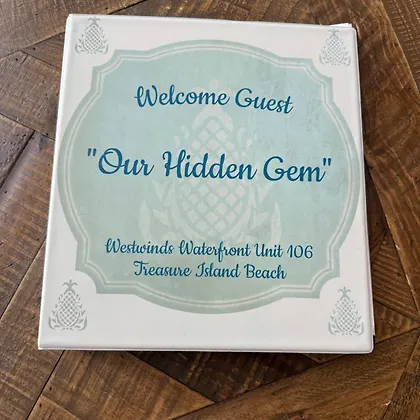 Welcome Guest
"Our Hidden Gem"
Westwinds Waterfront Unit 106
Treasure Island Beach